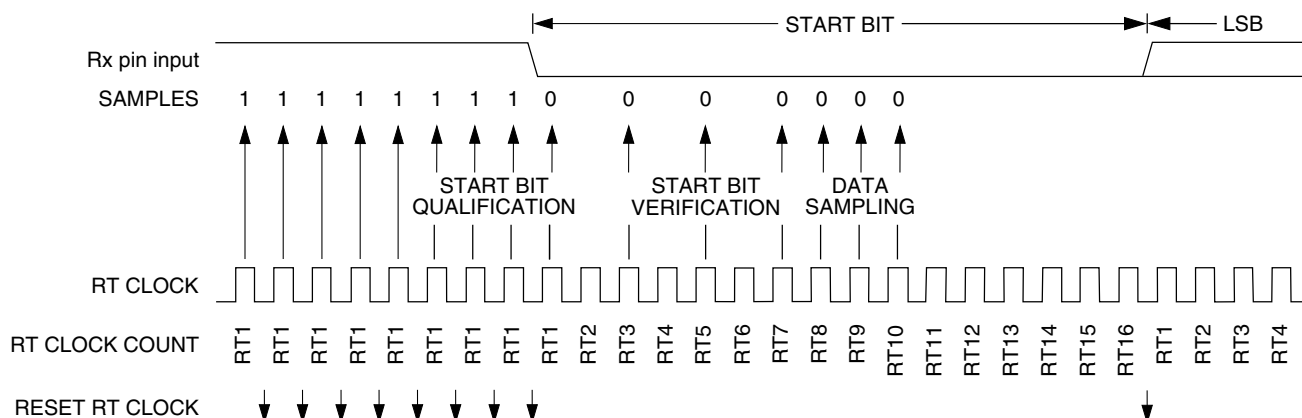 START BIT LSB
Rx pin input
SAMPLES 1 1 1 1 1 1 1 1 0 0 0 0 0 0 0
START BIT QUALIFICATION
START BIT VERIFICATION
DATA SAMPLING
RT CLOCK
RT CLOCK COUNT RT1 RT1 RT1 RT1 RT1 RT1 RT1 RT1 RT1 RT2 RT3 RT4 RT5 RT6 RT7 RT8 RT9 RT10 RT11 RT12 RT13 RT14 RT15 RT16 RT1 RT2 RT3 RT4
RESET RT CLOCK